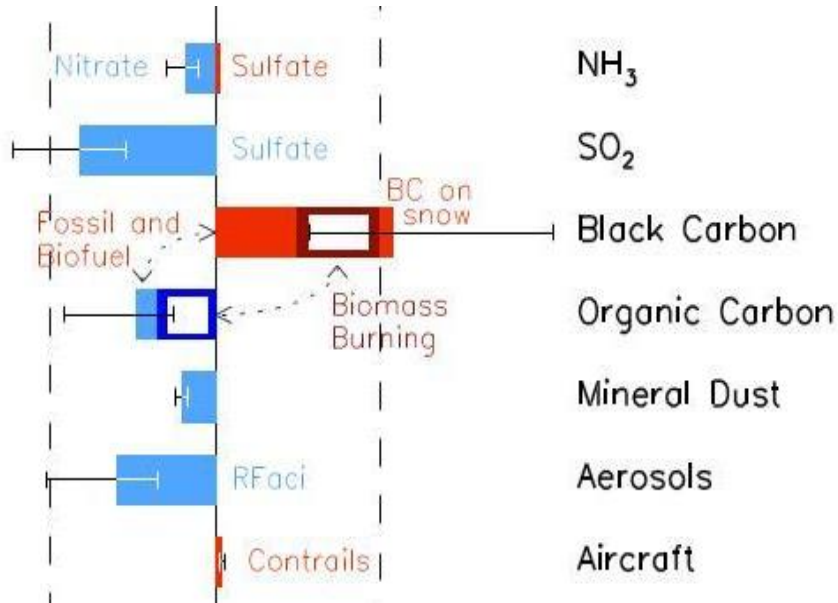 Nitrate Sulfate NH3
Sulfate SO2
BC on
snow
Fossil and
Biofuel
Black Carbon
Biomass
Burning
Organic Carbon
Mineral Dust
RFaci Aerosols
Contrails Aircraft